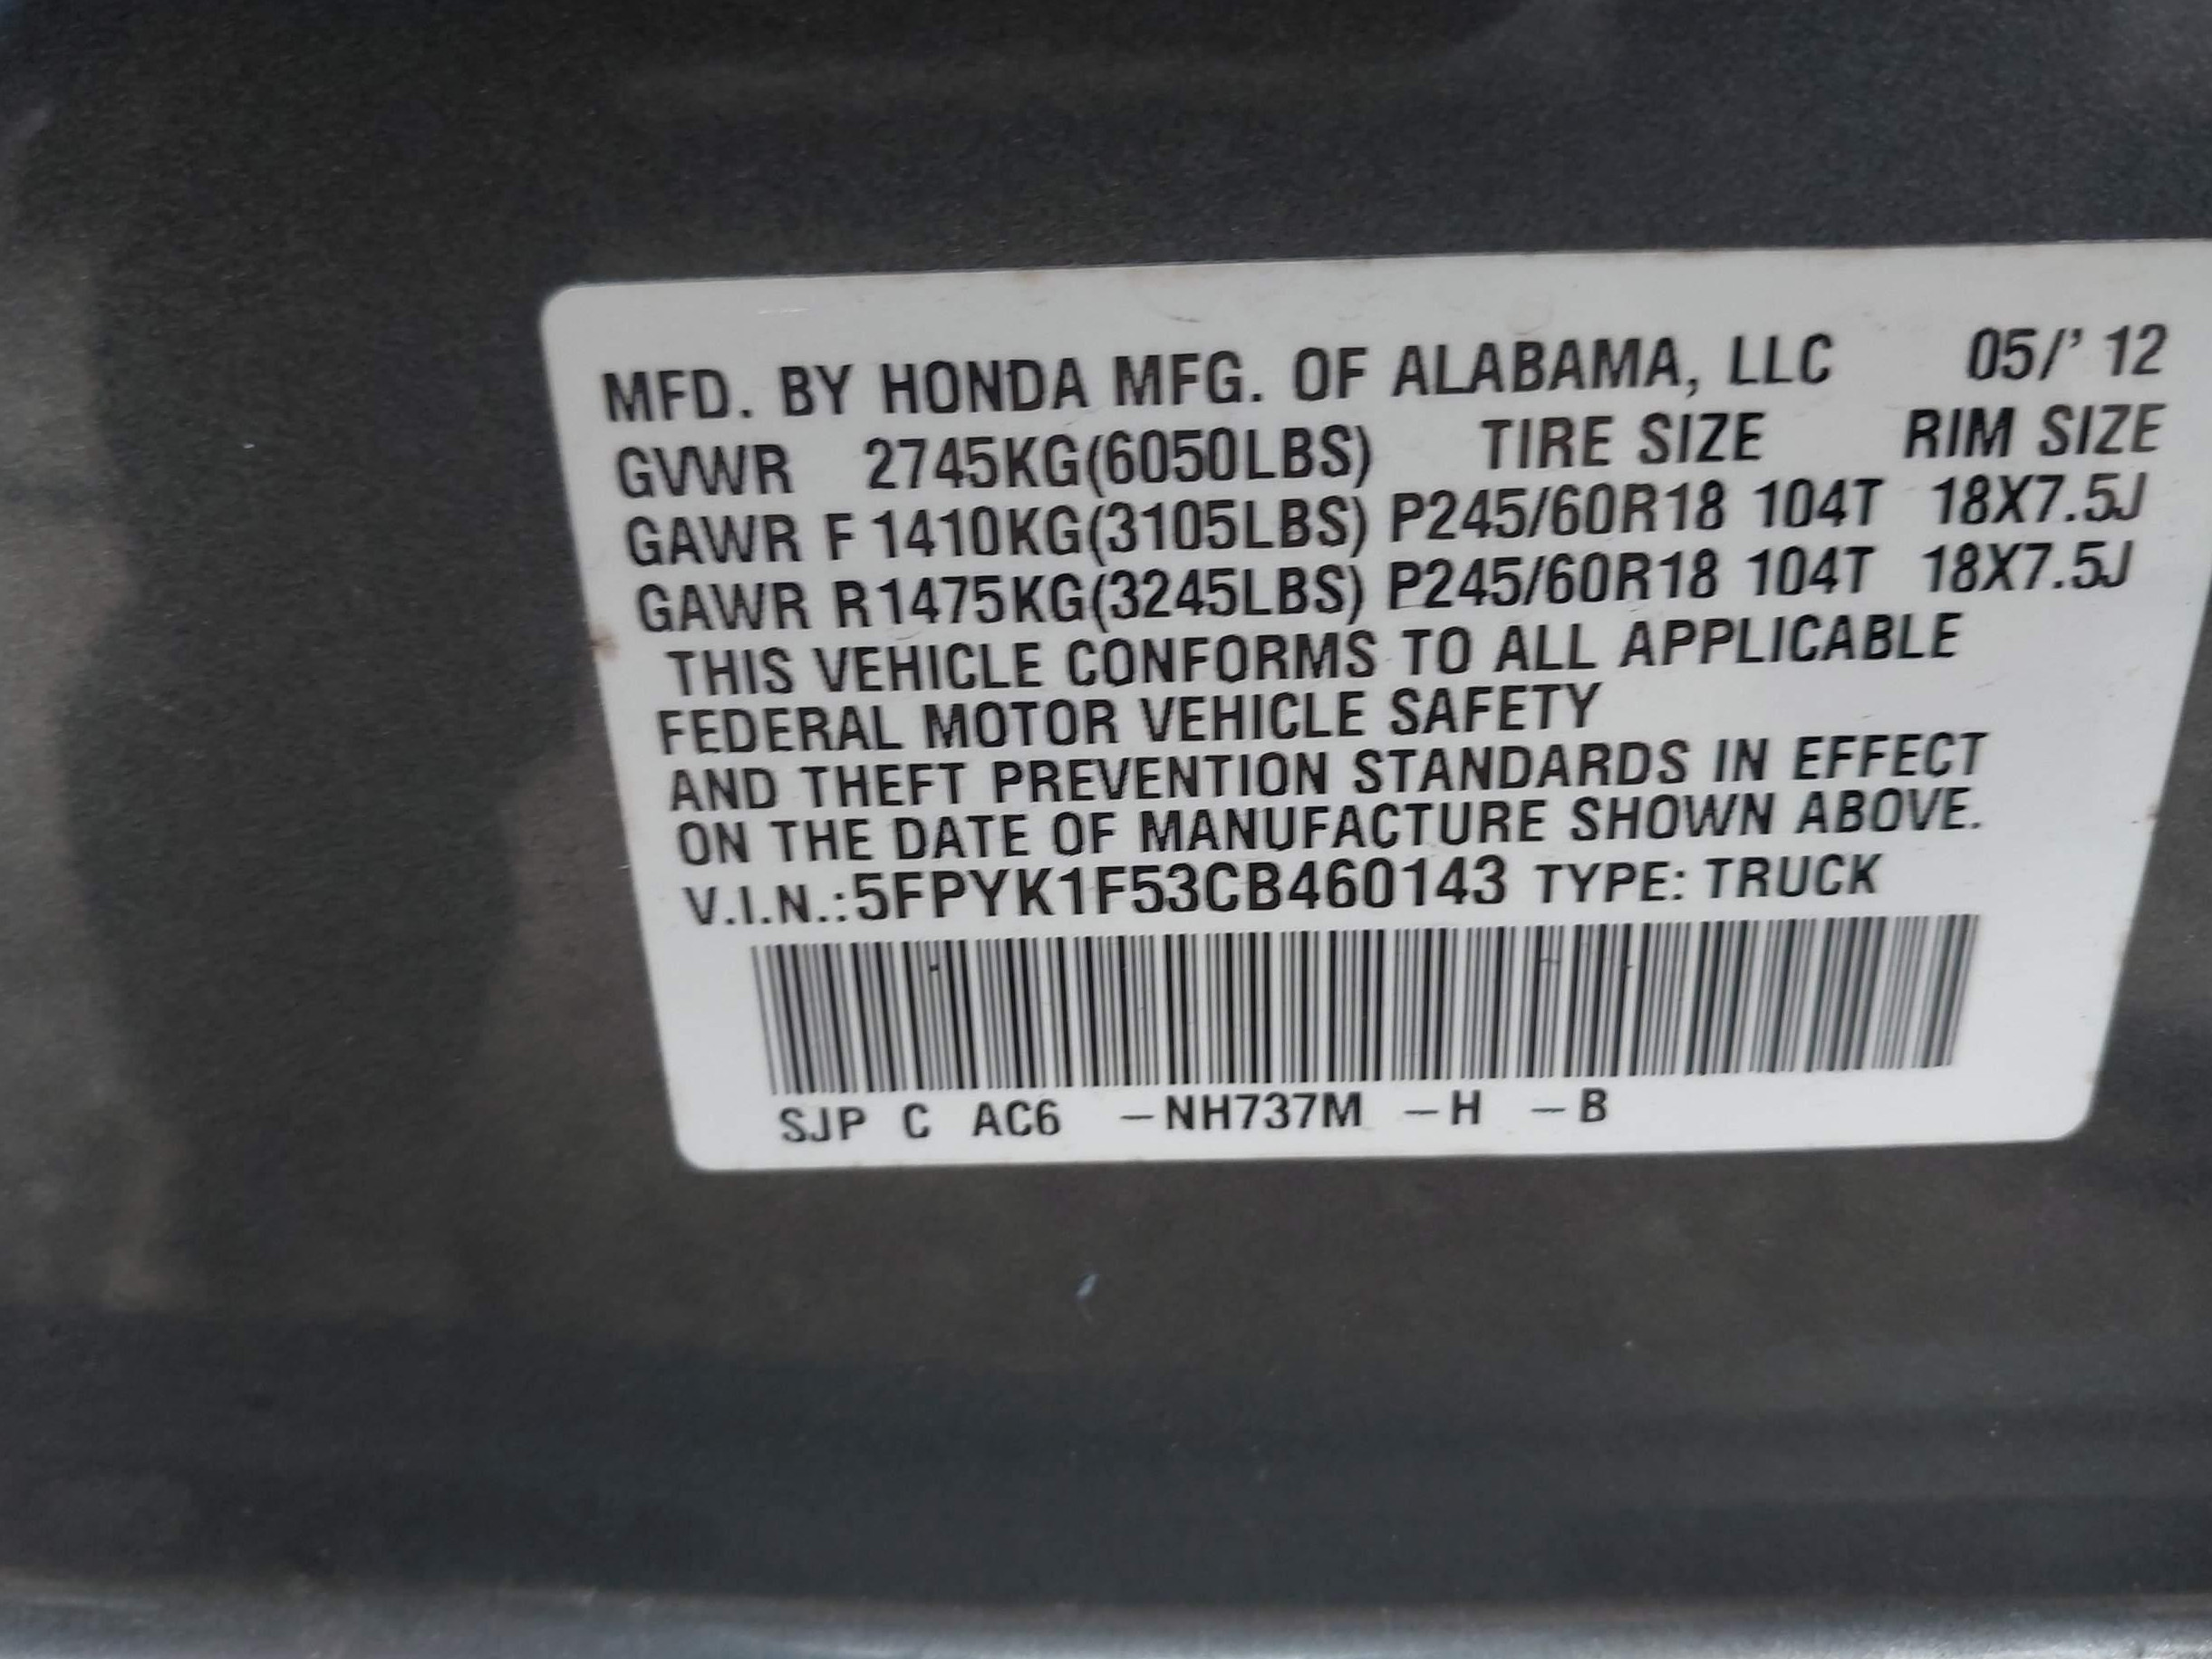 MFD. BY HONDA MFG. OF ALABAMA, LLC 05/' 12
GVWR 2745KG(6050LBS) TIRE SIZE RIM SIZE
GAWR F 1410KG(3105LBS) P245/60R18 104T 18X7.5J
GAWR R1475KG(3245LBS) P245/60R18 104T 18X7.5J
THIS VEHICLE CONFORMS TO ALL APPLICABLE
FEDERAL MOTOR VEHICLE SAFETY
AND THEFT PREVENTION STANDARDS IN EFFECT
ON THE DATE OF MANUFACTURE SHOWN ABOVE.
V.I.N.:5FPYK1F53CB460143 TYPE: TRUCK
SJP C AC6 –NH737M –H –B